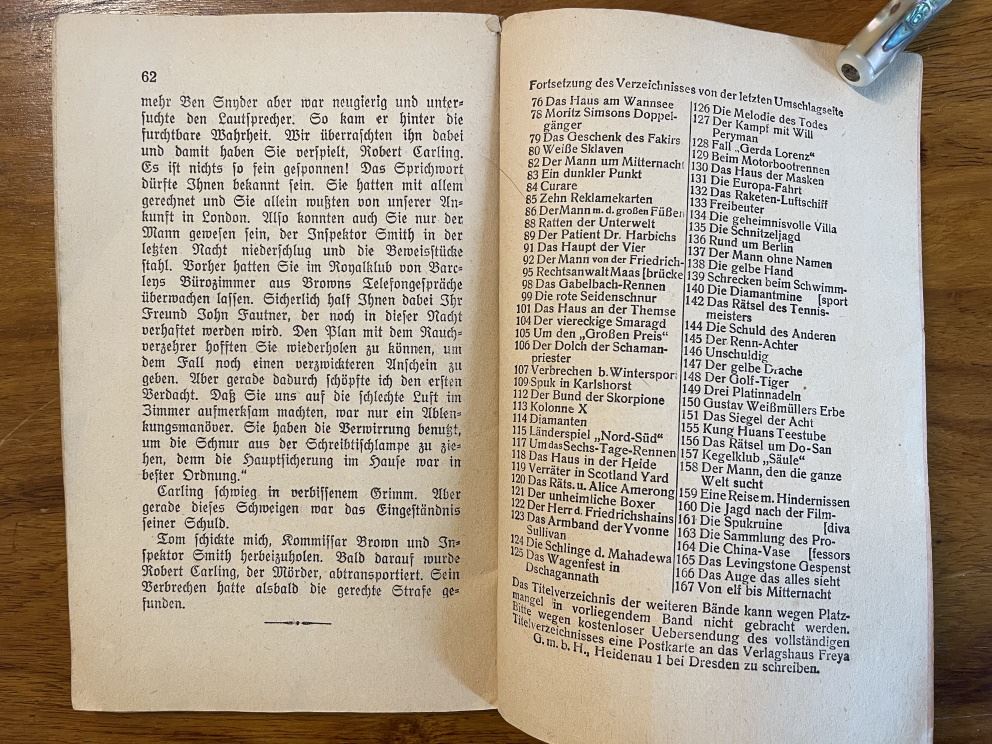 62
mehr Ben Snyder aber war neugierig und unter-
suchte den Lautsprecher. So kam er hinter die
furchtbare Wahrheit. Wir überraschten ihn dabei
und damit haben Sie verspielt, Robert Carling.
Es ist nichts so fein gesponnen! Das Sprichwort
dürfte Ihnen bekannt sein. Sie hatten mit allem
gerechnet und Sie allein wußten von unserer An-
kunft in London. Also konnten auch Sie nur der
Mann gewesen sein, der Inspektor Smith in der
letzten Nacht niederschlug und die Beweisstücke
stahl. Vorher hatten Sie im Royalklub von Barc-
leys Bürozimmer aus Browns Telefongespräche
überwachen lassen. Sicherlich half Ihnen dabei Ihr
Freund John Fautner, der noch in dieser Nacht
verhaftet werden wird. Den Plan mit dem Rauch-
verzehrer hofften Sie wiederholen zu können, um
dem Fall noch einen verzwickteren Anschein zu
geben. Aber gerade dadurch schöpfte ich den ersten
Verdacht. Daß Sie uns auf die schlechte Luft im
Zimmer aufmerksam machten, war nur ein Ablen-
kungsmanöver. Sie haben die Verwirrung benutzt,
um die Schnur aus der Schreibtischlampe zu zie-
hen, denn die Hauptsicherung im Hause war in
bester Ordnung.“
Carling schwieg in verbissenem Grimm. Aber
gerade dieses Schweigen war das Eingeständnis
seiner Schuld.
Tom schickte mich, Kommissar Brown und In-
spektor Smith herbeizuholen. Bald darauf wurde
Robert Carling, der Mörder, abtransportiert. Sein
Verbrechen hatte alsbald die gerechte Strafe ge-
funden.
Fortsetzung des Verzeichnisses von der letzten Umschlagseite
76 Das Haus am Wannsee
78 Moritz Simsons Doppel-
gänger
79 Das Geschenk des Fakirs
80 Weiße Sklaven
82 Der Mann um Mitternacht
83 Ein dunkler Punkt
84 Curare
85 Zehn Reklamekarten
86 Der Mann m. d. großen Füßen
88 Ratten der Unterwelt
89 Der Patient Dr. Harbichs
91 Das Haupt der Vier
92 Der Mann von der Friedrich-
95 Rechtsanwalt Maas [brücke
98 Das Gabelbach-Rennen
99 Die rote Seidenschnur
101 Das Haus an der Themse
104 Der viereckige Smaragd
105 Um den „Großen Preis“
106 Der Dolch der Schaman-
priester
107 Verbrechen b. Wintersport
109 Spuk in Karlshorst
112 Der Bund der Skorpione
113 Kolonne X
114 Diamanten
115 Länderspiel „Nord-Süd“
117 Um das Sechs-Tage-Rennen
118 Das Haus in der Heide
119 Verräter in Scotland Yard
120 Das Räts. u. Alice Amerong
121 Der unheimliche Boxer
122 Der Herr d. Friedrichshains
123 Das Armband der Yvonne
Sullivan
124 Die Schlinge d. Mahadewa
125 Das Wagenfest in
Dschagannath
126 Die Melodie des Todes
127 Der Kampf mit Will
Peryman
128 Fall „Gerda Lorenz“
129 Beim Motorbootrennen
130 Das Haus der Masken
131 Die Europa-Fahrt
132 Das Raketen-Luftschiff
133 Freibeuter
134 Die geheimnisvolle Villa
135 Die Schnitzeljagd
136 Rund um Berlin
137 Der Mann ohne Namen
138 Die gelbe Hand
139 Schrecken beim Schwimm-
140 Die Diamantmine [sport
142 Das Rätsel des Tennis-
meisters
144 Die Schuld des Anderen
145 Der Renn-Achter
146 Unschuldig
147 Der gelbe Drache
148 Der Golf-Tiger
149 Drei Platinnadeln
150 Gustav Weißmüllers Erbe
151 Das Siegel der Acht
155 Kung Huans Teestube
156 Das Rätsel um Do-San
157 Kegelklub „Säule“
158 Der Mann, den die ganze
Welt sucht
159 Eine Reise m. Hindernissen
160 Die Jagd nach der Film-
161 Die Spukruine [diva
163 Die Sammlung des Pro-
164 Die China-Vase [fessors
165 Das Levingstone Gespenst
166 Das Auge das alles sieht
167 Von elf bis Mitternacht
Das Titelverzeichnis der weiteren Bände kann wegen Platz-
mangel in vorliegendem Band nicht gebracht werden.
Bitte wegen kostenloser Uebersendung des vollständigen
Titelverzeichnisses eine Postkarte an das Verlagshaus Freya
G. m. b. H., Heidenau 1 bei Dresden zu schreiben.